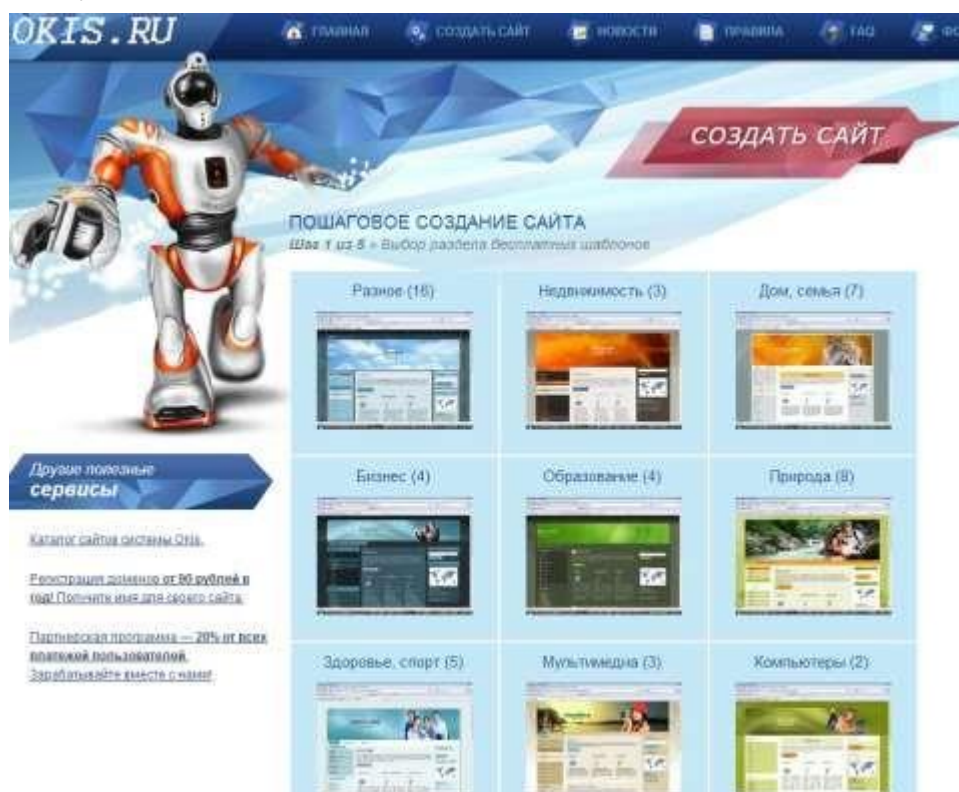 OKIS.RU
ГЛАВНАЯ
СОЗДАТЬ САЙТ
НОВОСТИ
ПРАВИЛА
FAQ
ФО
СОЗДАТЬ САЙТ
ПОШАГОВОЕ СОЗДАНИЕ САЙТА
Шаг 1 из 5 » Выбор раздела бесплатных шаблонов
Разное (16)
Недвижимость (3)
Дом, семья (7)
Другие полезные
сервисы
Бизнес (4)
Образование (4)
Природа (8)
Каталог сайтов системы Okis.
Регистрация доменов от 90 рублей в
год! Получите имя для своего сайта.
Партнерская программа — 20% от всех
платежей пользователей.
Зарабатывайте вместе с нами!
Здоровье, спорт (5)
Мультимедиа (3)
Компьютеры (2)